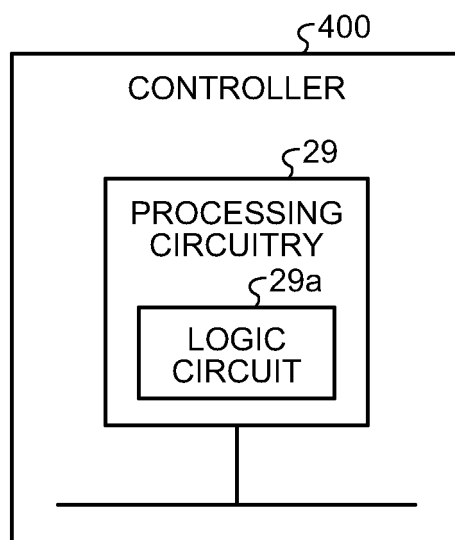 400
CONTROLLER
29
PROCESSING
CIRCUITRY
29a
LOGIC
CIRCUIT